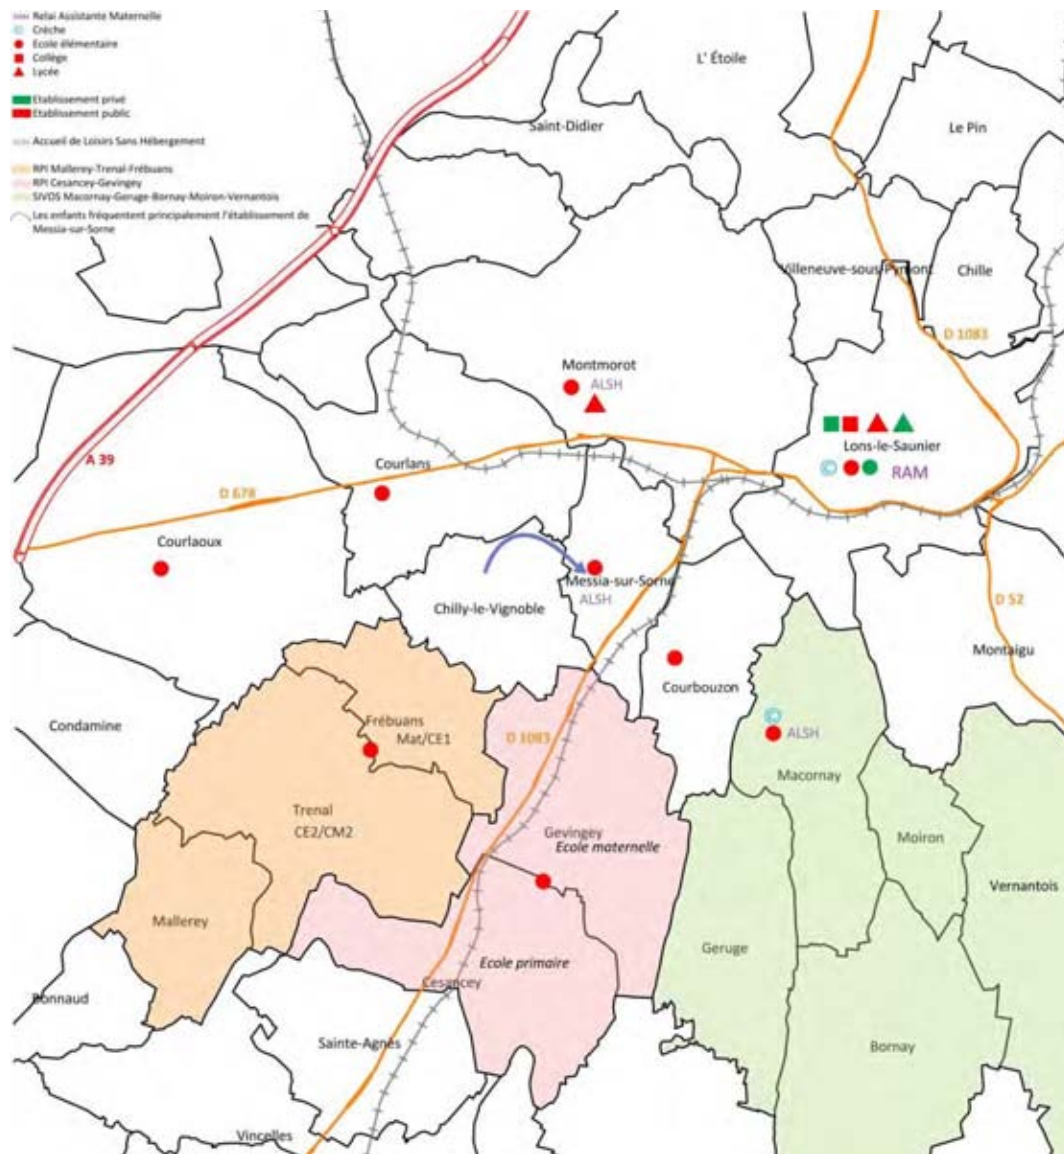 Relai Assistante Maternelle
© Crèche
Ecole élémentaire
Collège
Lycée
Etablissement privé
Etablissement public
Accueil de Loisirs Sans Hébergement
RPI Mallerey-Trenal-Frébuans
RPI Cesancey-Gevingey
SIVOS Macornay-Geruge-Bornay-Moiron-Vernantois
Les enfants fréquentent principalement l'établissement de
Messia-sur-Sorne
L' Étoile
Saint-Didier
Le Pin
Villeneuve-sous-Pymont
Chille
D 1083
Montmorot
ALSH
A 39
Courlans
Lons-le-Saunier
© RAM
D 678
Courlaoux
Messia-sur-Sorne
ALSH
Chilly-le-Vignoble
D 52
Montaigu
Courbouzon
Condamine
Frébuans
Mat/CE1
D 1083
©
ALSH
Macornay
Trenal
CE2/CM2
Gevingey
Ecole maternelle
Moiron
Vernantois
Mallerey
Geruge
Ecole primaire
Cesancey
Bonnaud
Sainte-Agnès
Bornay
Vincelles